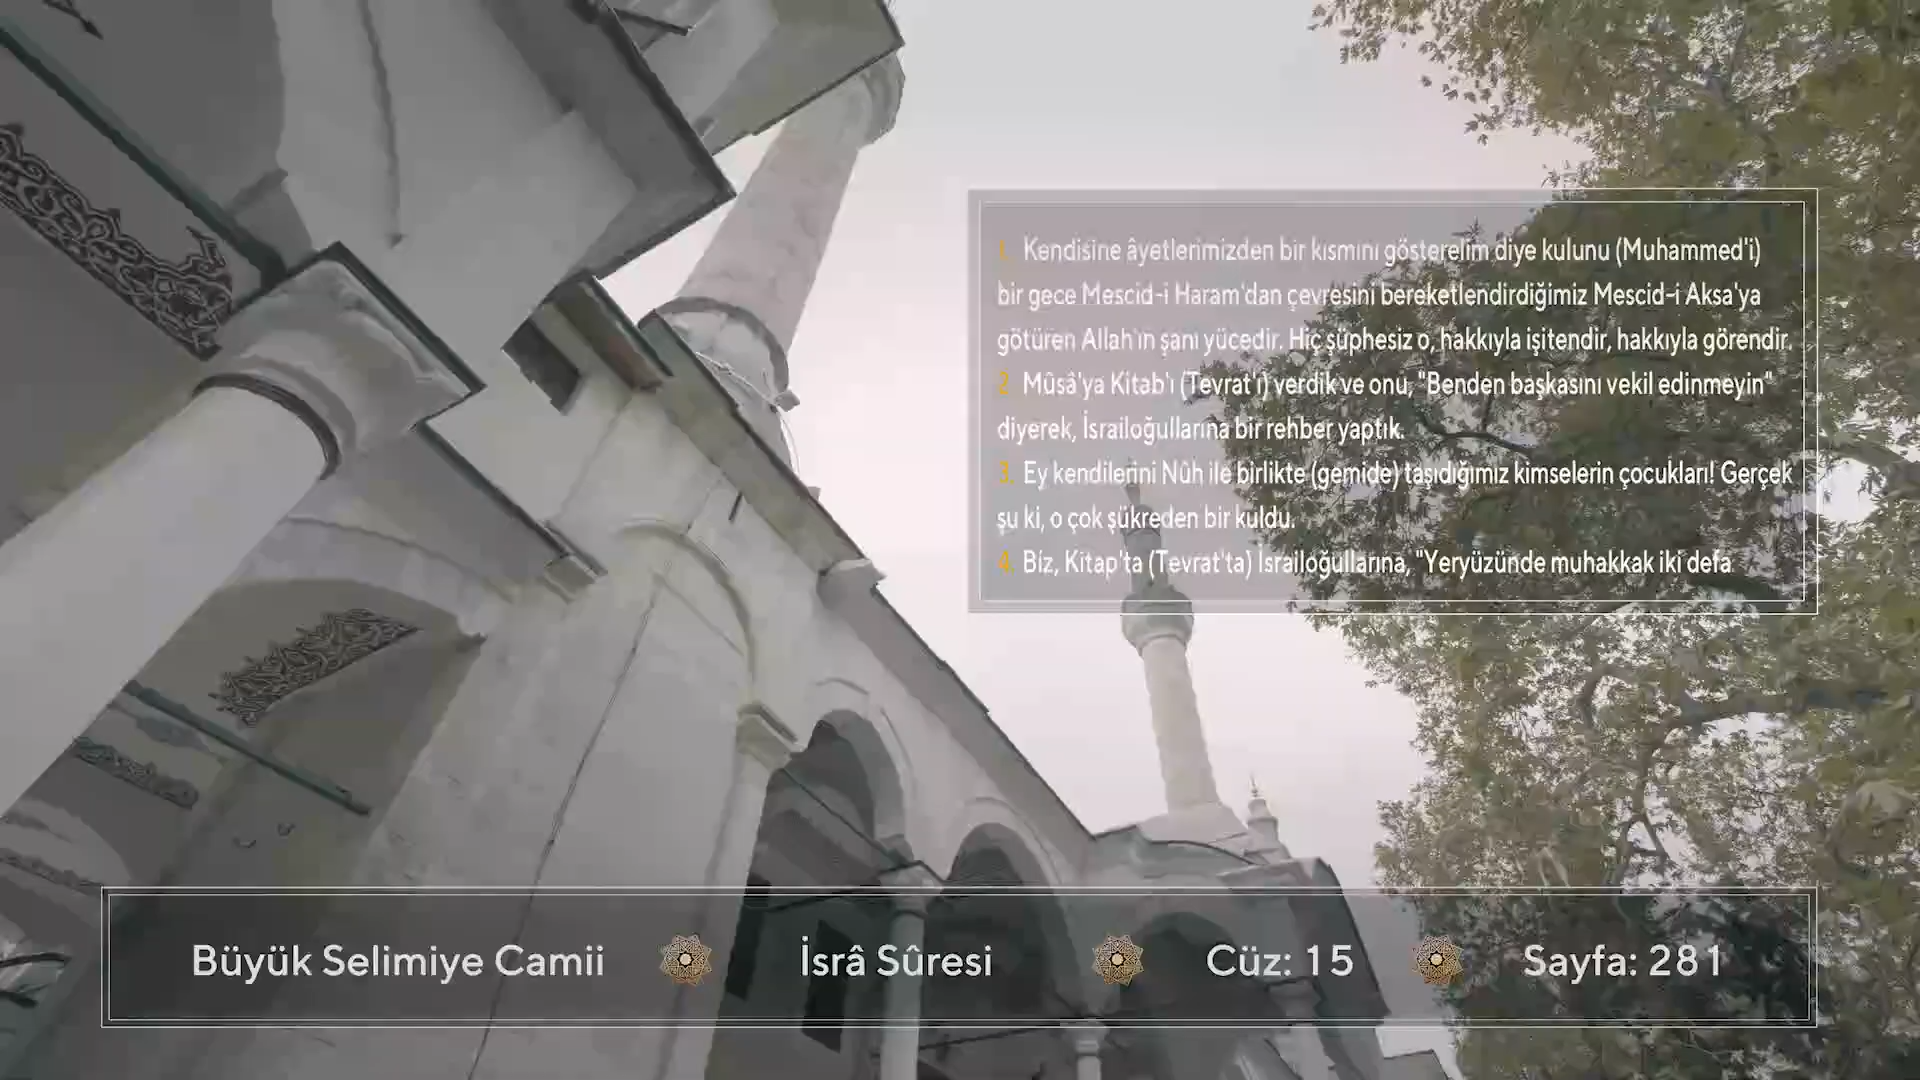 1. Kendisine âyetlerimizden bir kısmını gösterelim diye kulunu (Muhammed'i)
bir gece Mescid-i Haram'dan çevresini bereketlendirdiğimiz Mescid-i Aksa'ya
götüren Allah'ın şanı yücedir. Hiç şüphesiz o, hakkıyla işitendir, hakkıyla görendir.
2. Mûsâ'ya Kitab'ı (Tevrat'ı) verdik ve onu, "Benden başkasını vekil edinmeyin"
diyerek, İsrailoğullarına bir rehber yaptık.
3. Ey kendilerini Nûh ile birlikte (gemide) taşıdığımız kimselerin çocukları! Gerçek
şu ki, o çok şükreden bir kuldu.
4. Biz, Kitap'ta (Tevrat'ta) İsrailoğullarına, "Yeryüzünde muhakkak iki defa
Büyük Selimiye Camii İsrâ Sûresi Cüz: 15 Sayfa: 281